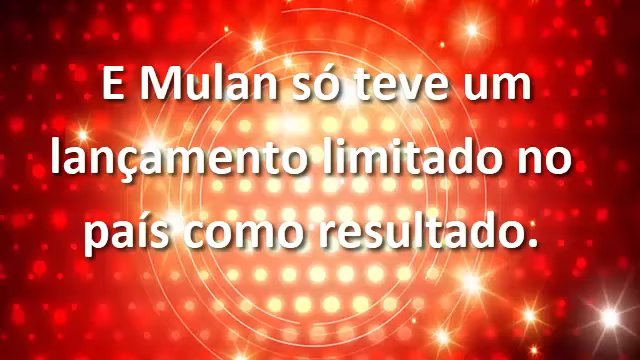 E Mulan só teve um
lançamento limitado no
país como resultado.